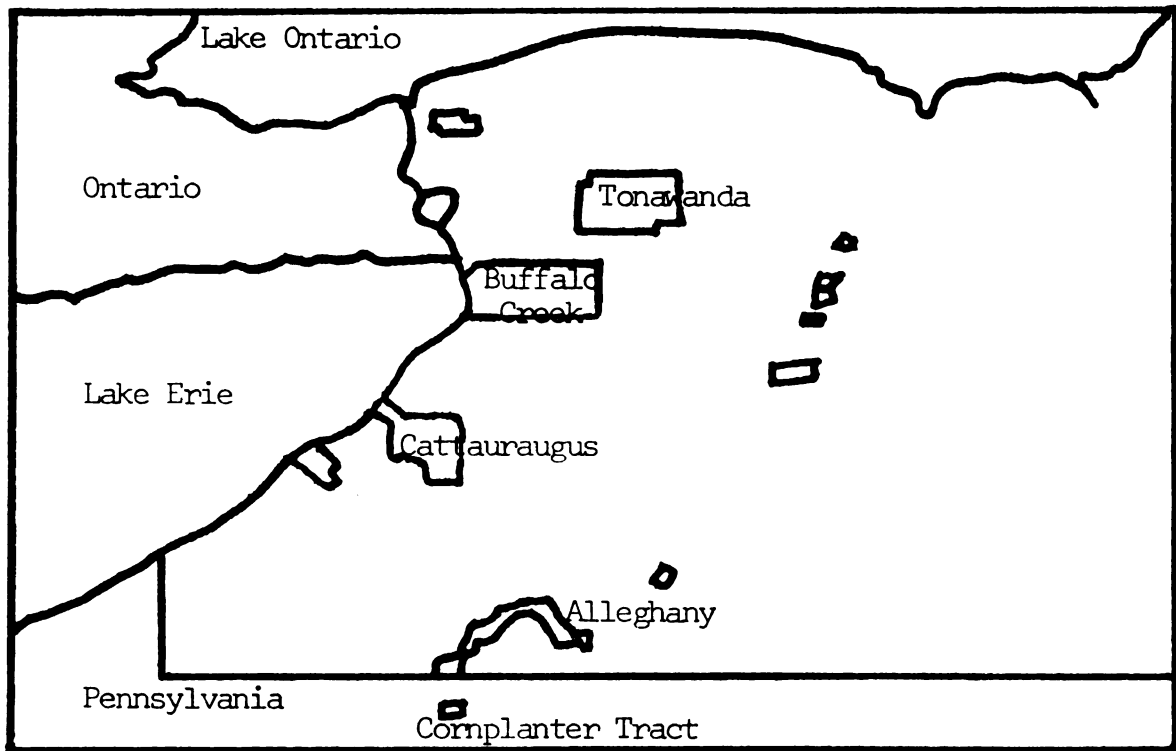 Lake Ontario
Ontario
Tonawanda
Buffalo
Creek
Lake Erie
Cattauraugus
Alleghany
Pennsylvania
Cornplanter Tract